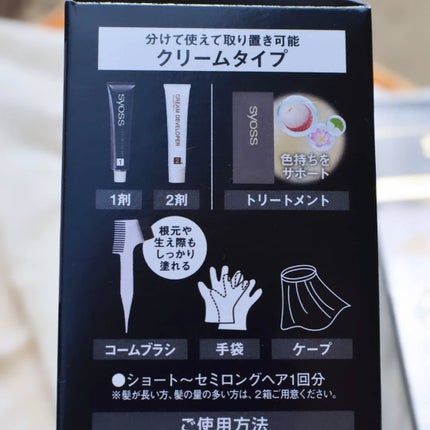 分けて使えて取り置き可能
クリームタイプ
syoss
1
CREAM DEVELOPER
2
syoss
色持ちを
サポート
1剤
2剤
トリートメント
根元や
生え際も
しっかり
塗れる
コームブラシ
手袋
ケープ
●ショート〜セミロングヘア1回分
※髪が長い方、髪の量の多い方は、2箱ご用意ください。
ご使用方法